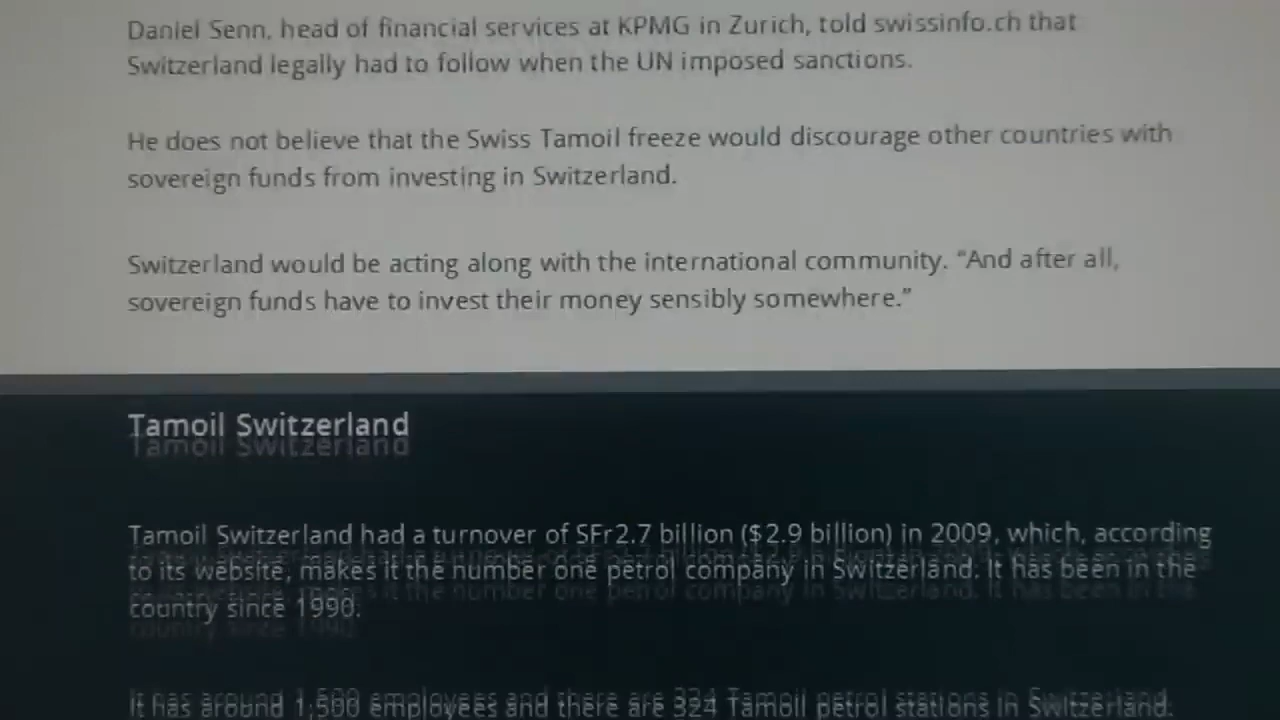 Daniel Senn, head of financial services at KPMG in Zurich, told swissinfo.ch that
Switzerland legally had to follow when the UN imposed sanctions.
He does not believe that the Swiss Tamoil freeze would discourage other countries with
sovereign funds from investing in Switzerland.
Switzerland would be acting along with the international community. “And after all,
sovereign funds have to invest their money sensibly somewhere.”
Tamoil Switzerland
Tamoil Switzerland had a turnover of SFr2.7 billion ($2.9 billion) in 2009, which, according
to its website, makes it the number one petrol company in Switzerland. It has been in the
country since 1990.
It has around 1,500 employees and there are 324 Tamoil petrol stations in Switzerland.